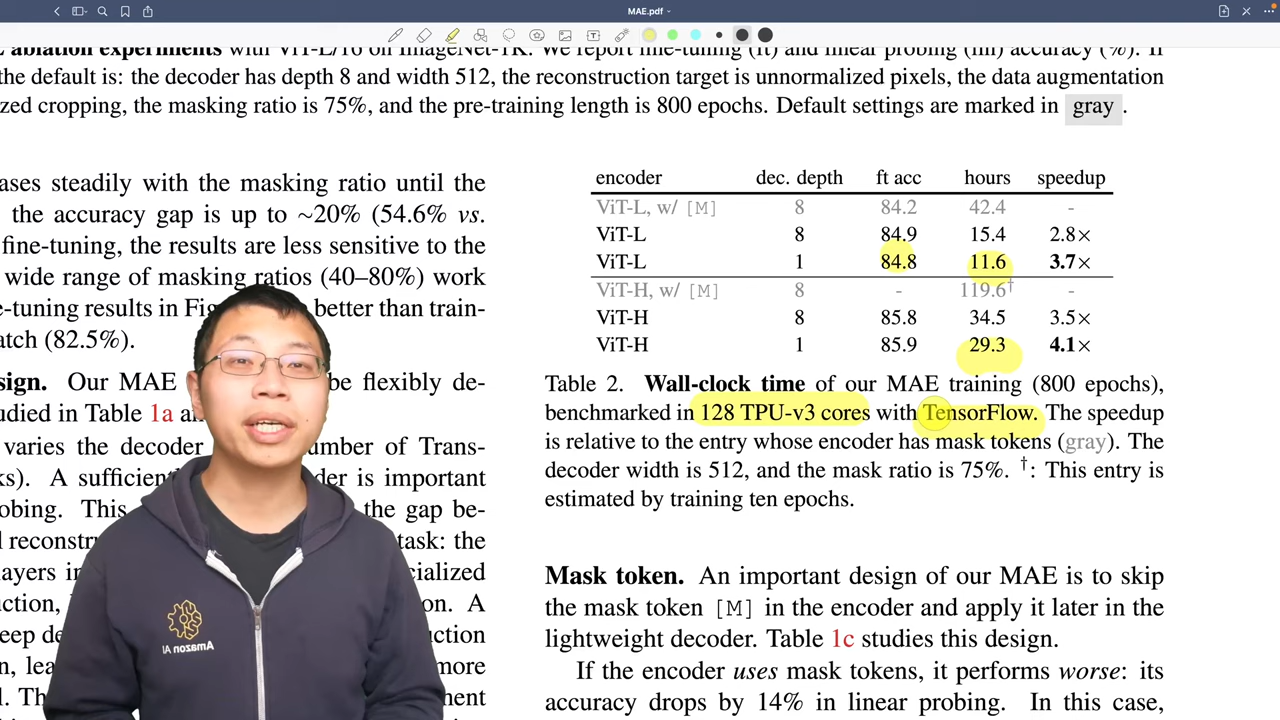 MAE.pdf
ablation experiments with ViT-L/16 on ImageNet-1K. We report fine-tuning (ft) and linear probing (lin) accuracy (%). If
the default is: the decoder has depth 8 and width 512, the reconstruction target is unnormalized pixels, the data augmentation
zed cropping, the masking ratio is 75%, and the pre-training length is 800 epochs. Default settings are marked in gray .
ases steadily with the masking ratio until the
the accuracy gap is up to ∼20% (54.6% vs.
fine-tuning, the results are less sensitive to the
wide range of masking ratios (40–80%) work
e-tuning results in Fig better than train-
atch (82.5%).
sign. Our MAE be flexibly de-
udied in Table 1a
varies the decoder umber of Trans-
ks). A sufficient der is important
obing. This the gap be-
l reconstru task: the
ayers in cialized
uction, on. A
eep de uction
n, lea more
l. Th ment
Amazon AI
encoder dec. depth ft acc hours speedup
ViT-L, w/ [M] 8 84.2 42.4 -
ViT-L 8 84.9 15.4 2.8×
ViT-L 1 84.8 11.6 3.7×
ViT-H, w/ [M] 8 - 119.6† -
ViT-H 8 85.8 34.5 3.5×
ViT-H 1 85.9 29.3 4.1×
Table 2. Wall-clock time of our MAE training (800 epochs),
benchmarked in 128 TPU-v3 cores with TensorFlow. The speedup
is relative to the entry whose encoder has mask tokens (gray). The
decoder width is 512, and the mask ratio is 75%. †: This entry is
estimated by training ten epochs.
Mask token. An important design of our MAE is to skip
the mask token [M] in the encoder and apply it later in the
lightweight decoder. Table 1c studies this design.
If the encoder uses mask tokens, it performs worse: its
accuracy drops by 14% in linear probing. In this case,